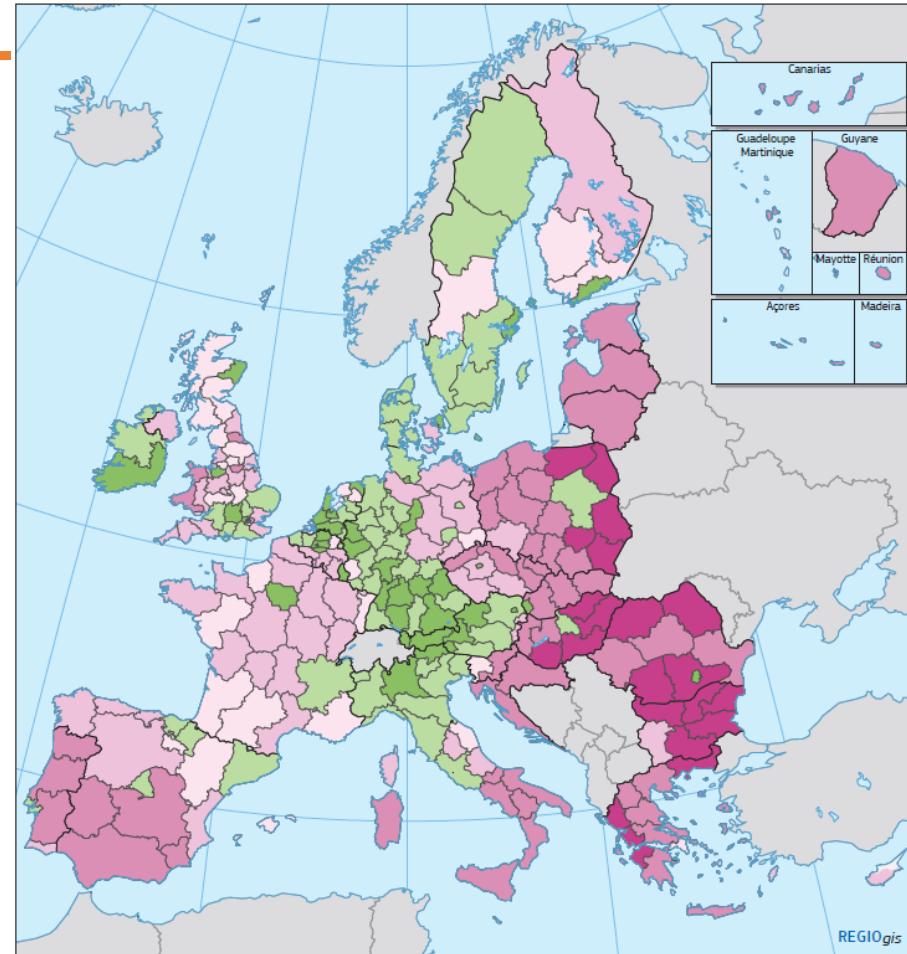 Canarias
Guadeloupe
Martinique
Guyane
Mayotte
Réunion
Açores
Madeira
REGIOgis